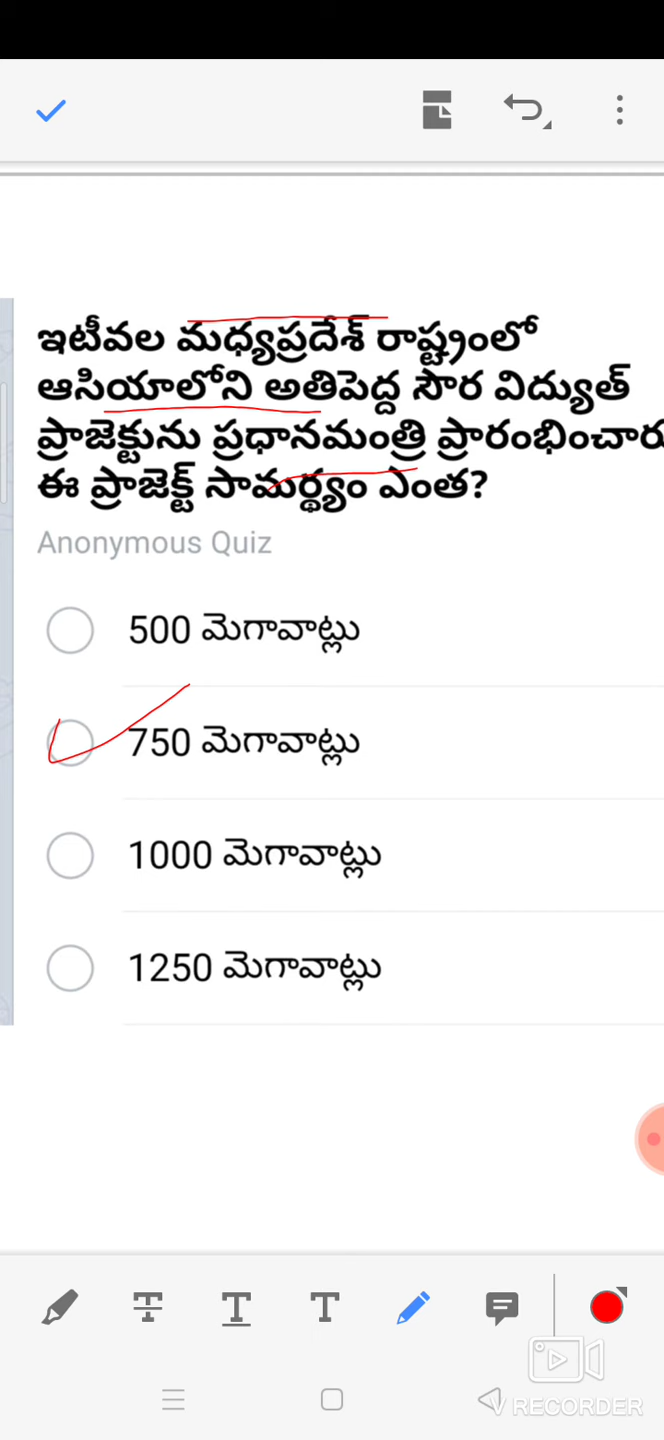 ఇటీవల మధ్యప్రదేశ్ రాష్ట్రంలో
ఆసియాలోని అతిపెద్ద సౌర విద్యుత్
ప్రాజెక్టును ప్రధానమంత్రి ప్రారంభించారు
ఈ ప్రాజెక్ట్ సామర్థ్యం ఎంత?
Anonymous Quiz
500 మెగావాట్లు
750 మెగావాట్లు
1000 మెగావాట్లు
1250 మెగావాట్లు
T T T
V RECORDER